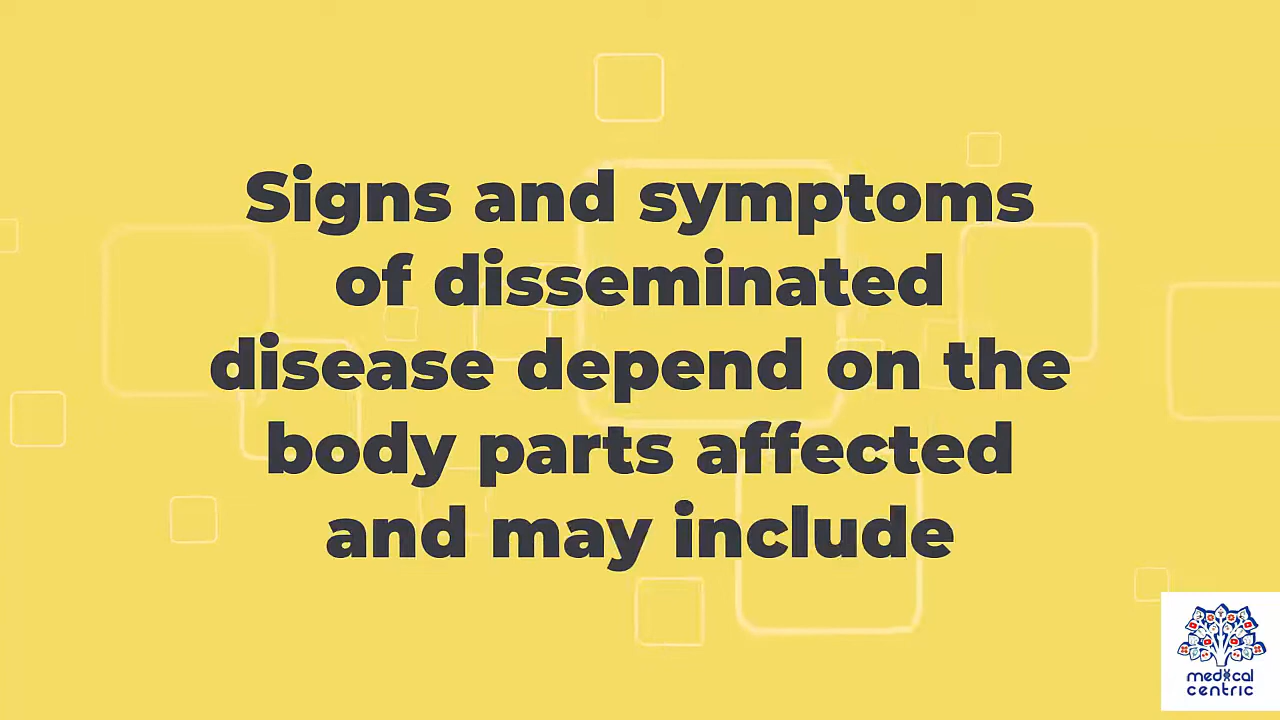 Signs and symptoms
of disseminated
disease depend on the
body parts affected
and may include
medical
centric